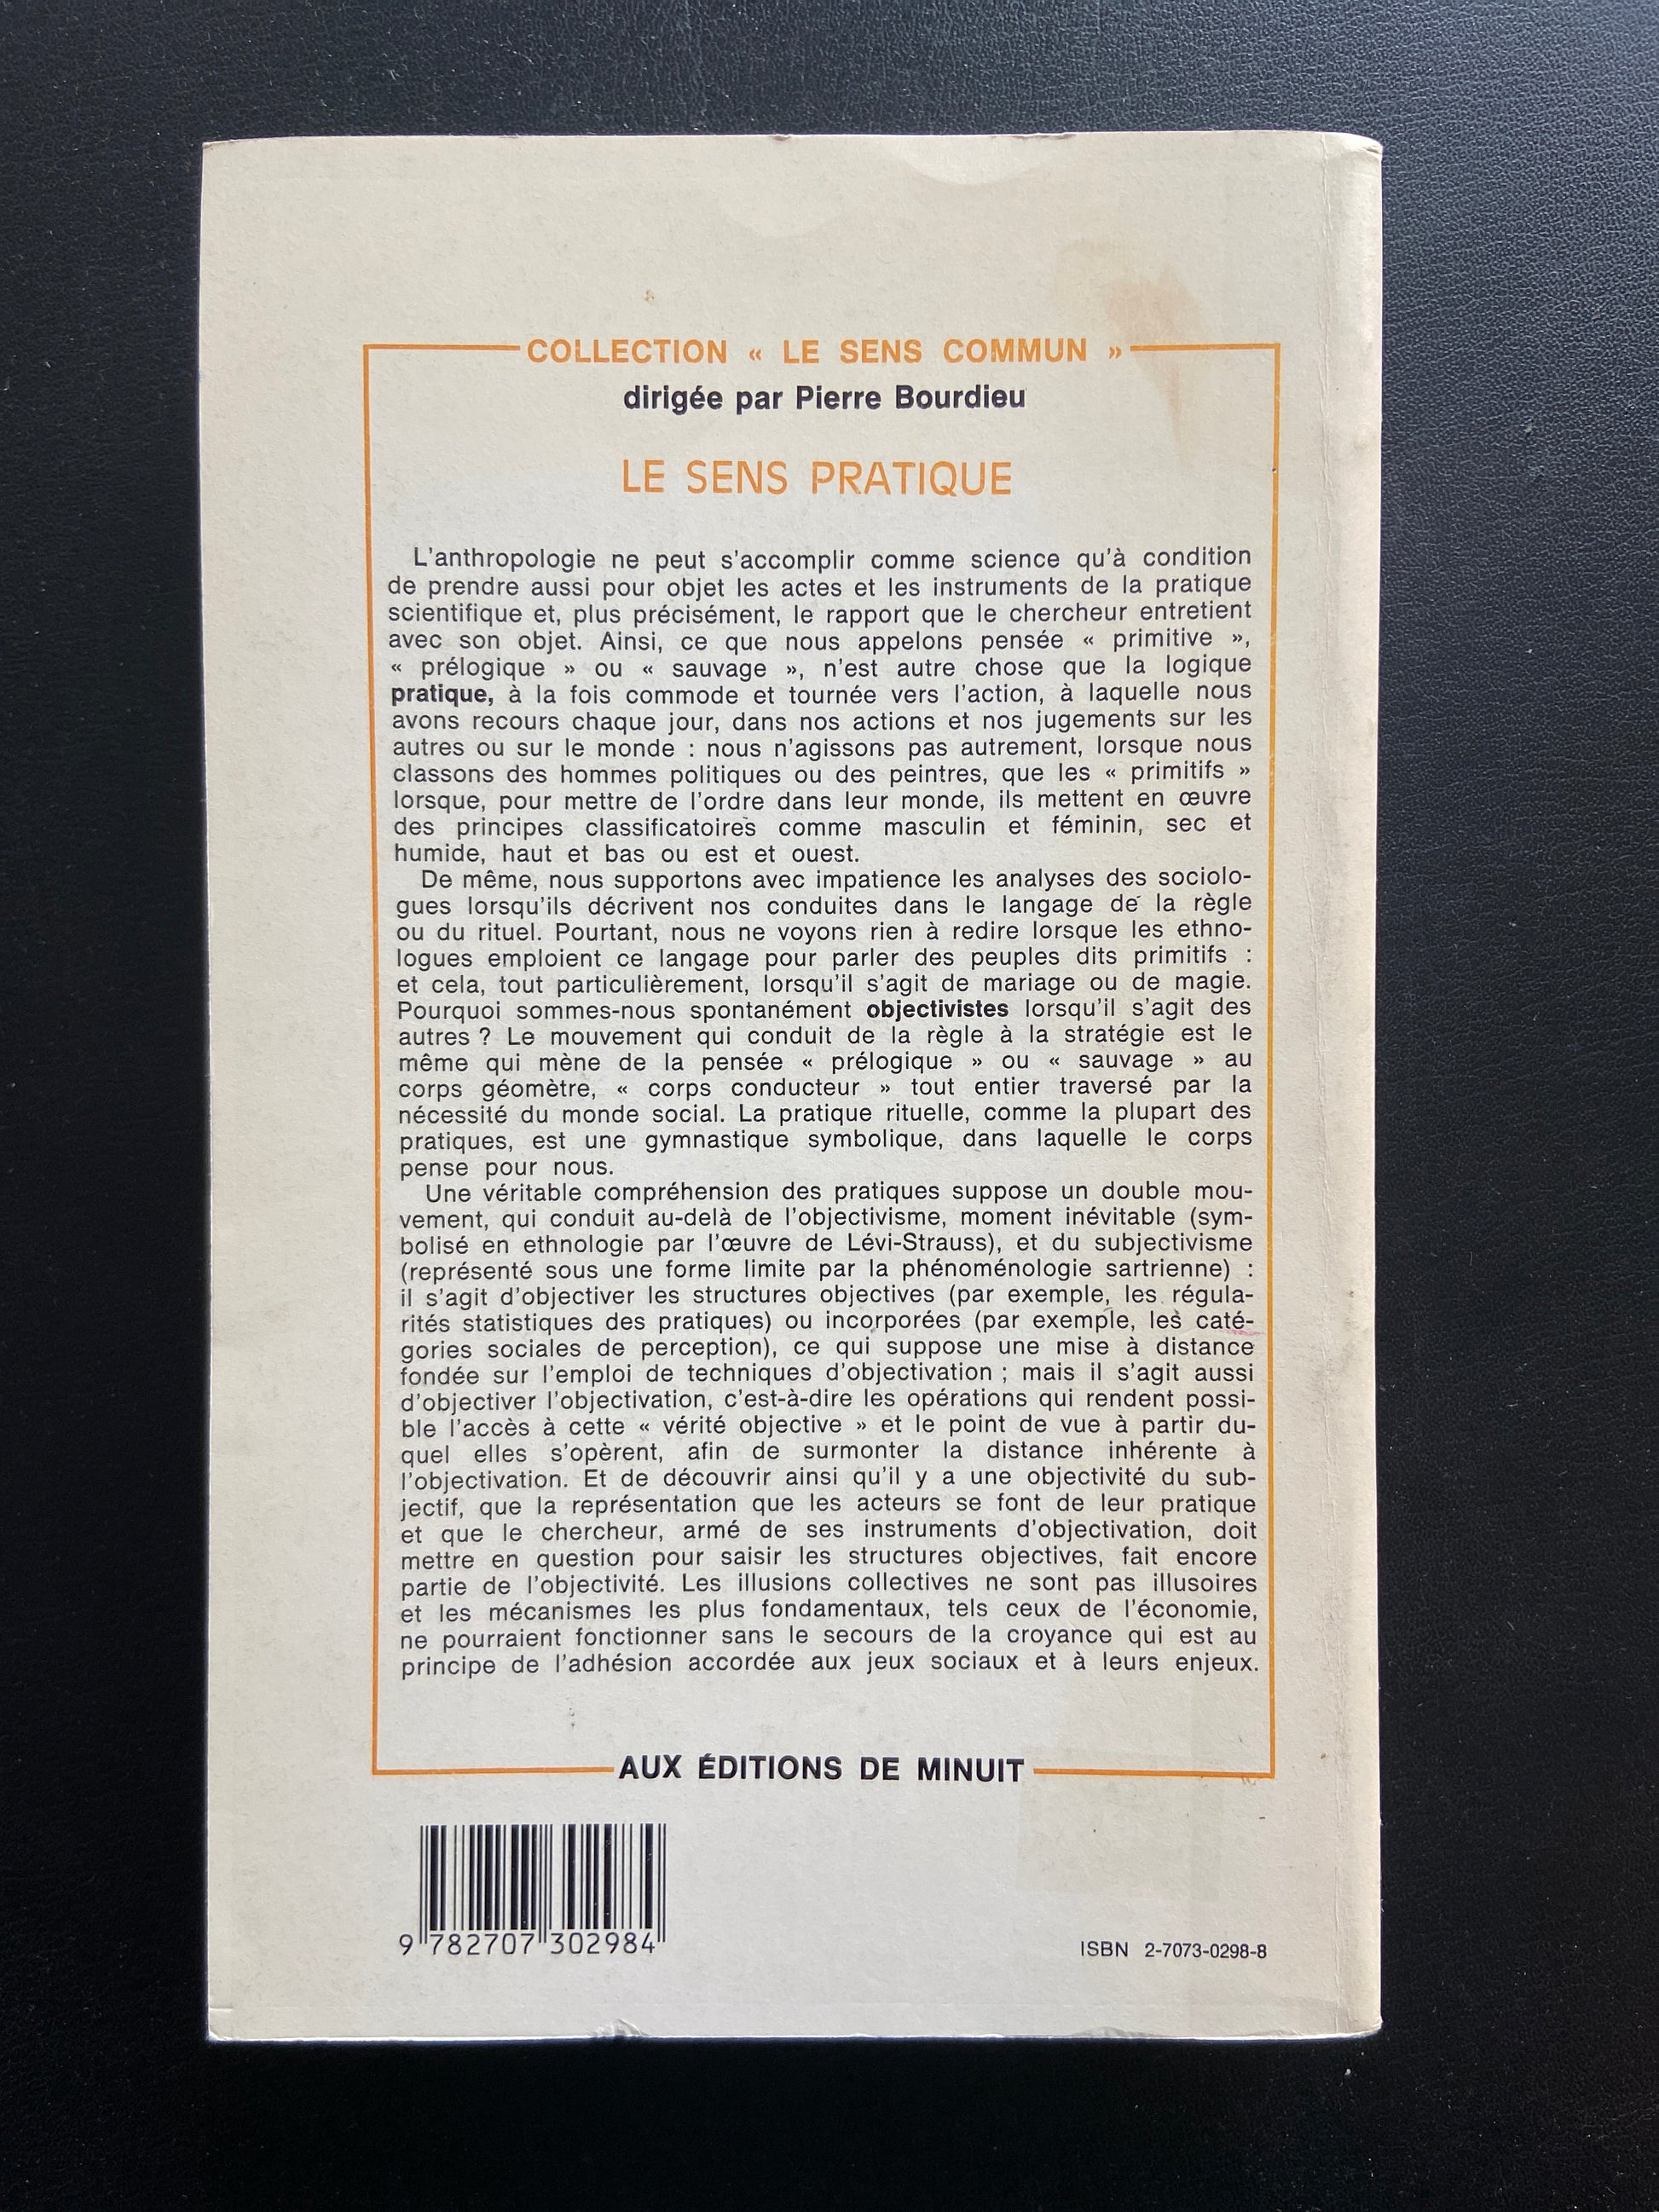 COLLECTION « LE SENS COMMUN »
dirigée par Pierre Bourdieu
LE SENS PRATIQUE
L'anthropologie ne peut s'accomplir comme science qu'à condition
de prendre aussi pour objet les actes et les instruments de la pratique
scientifique et, plus précisément, le rapport que le chercheur entretient
avec son objet. Ainsi, ce que nous appelons pensée « primitive »,
« prélogique » ou « sauvage », n'est autre chose que la logique
pratique, à la fois commode et tournée vers l'action, à laquelle nous
avons recours chaque jour, dans nos actions et nos jugements sur les
autres ou sur le monde : nous n'agissons pas autrement, lorsque nous
classons des hommes politiques ou des peintres, que les « primitifs »
lorsque, pour mettre de l'ordre dans leur monde, ils mettent en œuvre
des principes classificatoires comme masculin et féminin, sec et
humide, haut et bas ou est et ouest.
De même, nous supportons avec impatience les analyses des sociolo-
gues lorsqu'ils décrivent nos conduites dans le langage de la règle
ou du rituel. Pourtant, nous ne voyons rien à redire lorsque les ethno-
logues emploient ce langage pour parler des peuples dits primitifs :
et cela, tout particulièrement, lorsqu'il s'agit de mariage ou de magie.
Pourquoi sommes-nous spontanément objectivistes lorsqu'il s'agit des
autres ? Le mouvement qui conduit de la règle à la stratégie est le
même qui mène de la pensée « prélogique » ou « sauvage » au
corps géomètre, « corps conducteur » tout entier traversé par la
nécessité du monde social. La pratique rituelle, comme la plupart des
pratiques, est une gymnastique symbolique, dans laquelle le corps
pense pour nous.
Une véritable compréhension des pratiques suppose un double mou-
vement, qui conduit au-delà de l'objectivisme, moment inévitable (sym-
bolisé en ethnologie par l'œuvre de Lévi-Strauss), et du subjectivisme
(représenté sous une forme limite par la phénoménologie sartrienne) :
il s'agit d'objectiver les structures objectives (par exemple, les régula-
rités statistiques des pratiques) ou incorporées (par exemple, les caté-
gories sociales de perception), ce qui suppose une mise à distance
fondée sur l'emploi de techniques d'objectivation ; mais il s'agit aussi
d'objectiver l'objectivation, c'est-à-dire les opérations qui rendent possi-
ble l'accès à cette « vérité objective » et le point de vue à partir du-
quel elles s'opèrent, afin de surmonter la distance inhérente à
l'objectivation. Et de découvrir ainsi qu'il y a une objectivité du sub-
jectif, que la représentation que les acteurs se font de leur pratique
et que le chercheur, armé de ses instruments d'objectivation, doit
mettre en question pour saisir les structures objectives, fait encore
partie de l'objectivité. Les illusions collectives ne sont pas illusoires
et les mécanismes les plus fondamentaux, tels ceux de l'économie,
ne pourraient fonctionner sans le secours de la croyance qui est au
principe de l'adhésion accordée aux jeux sociaux et à leurs enjeux.
AUX ÉDITIONS DE MINUIT
9 782707 302984
ISBN 2-7073-0298-8